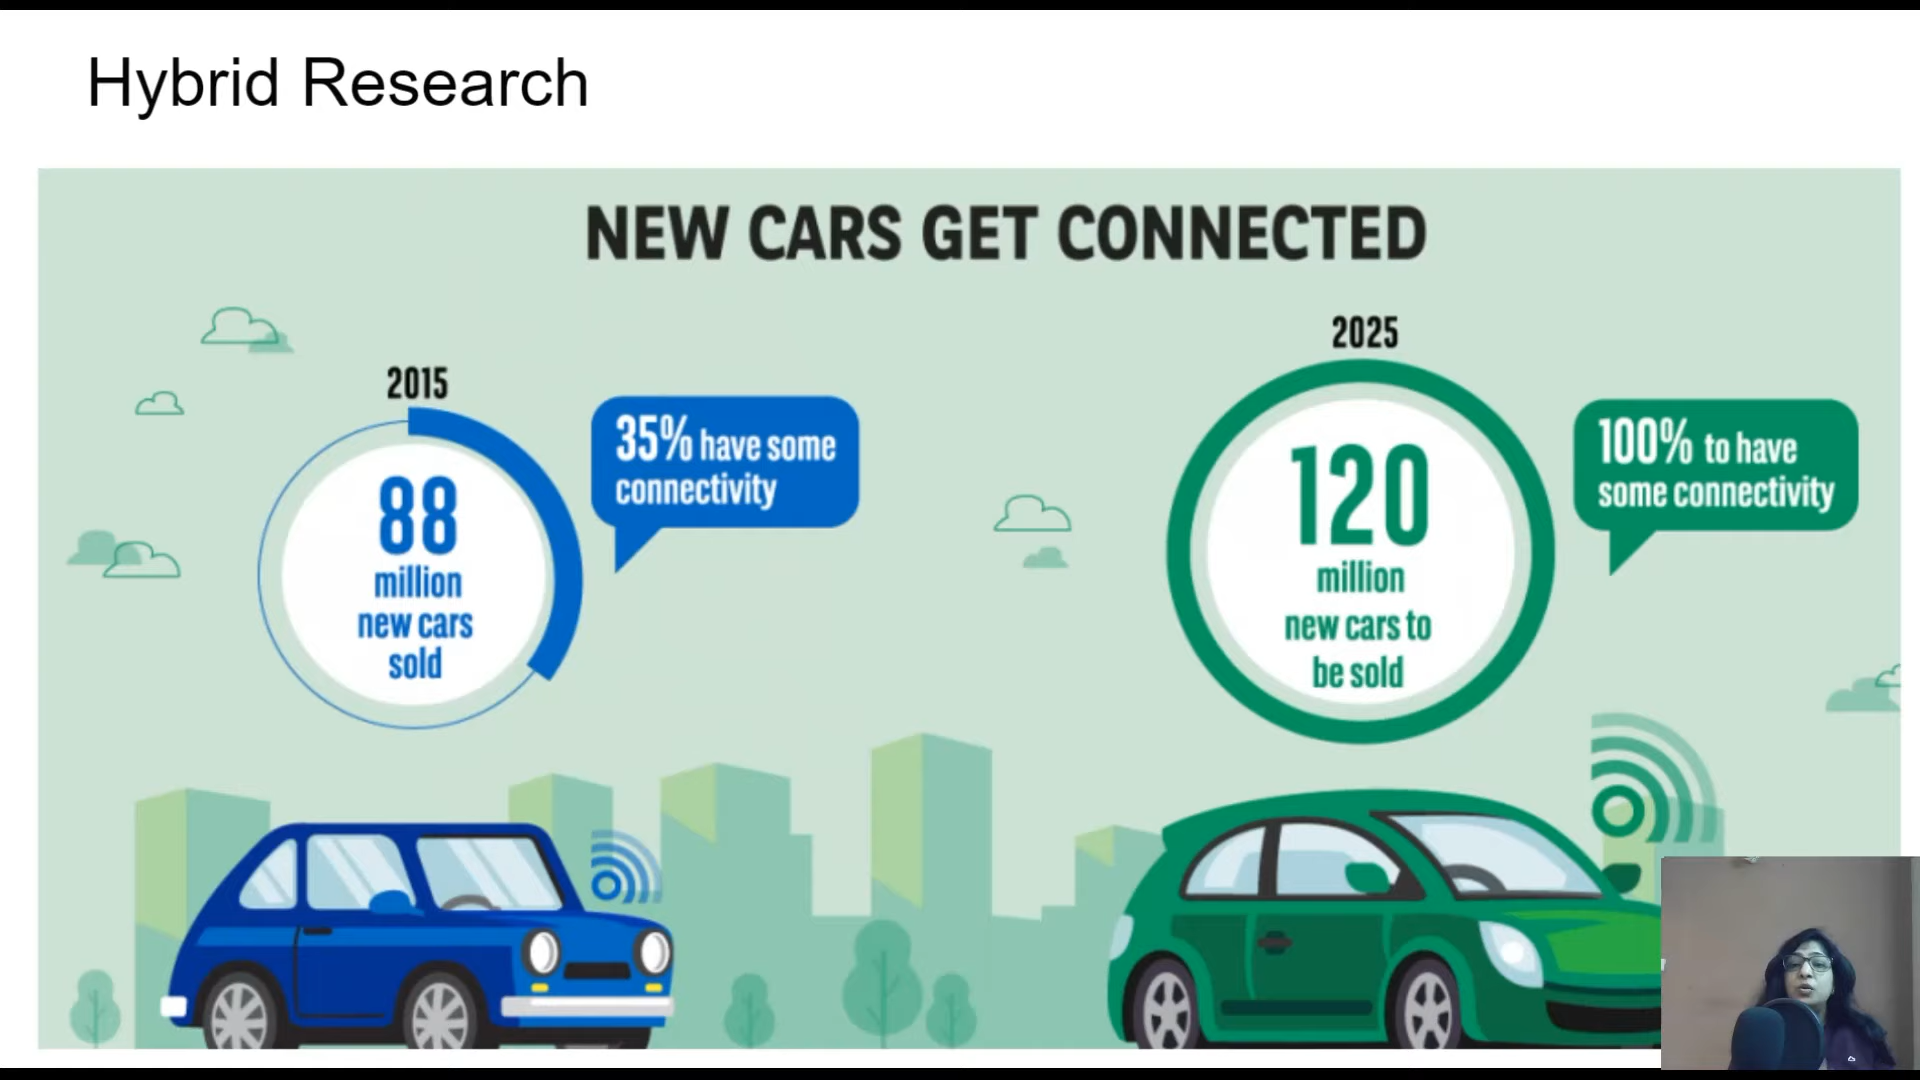 Hybrid Research
NEW CARS GET CONNECTED
2015
88
million
new cars
sold
35% have some
connectivity
2025
120
million
new cars to
be sold
100% to have
some connectivity